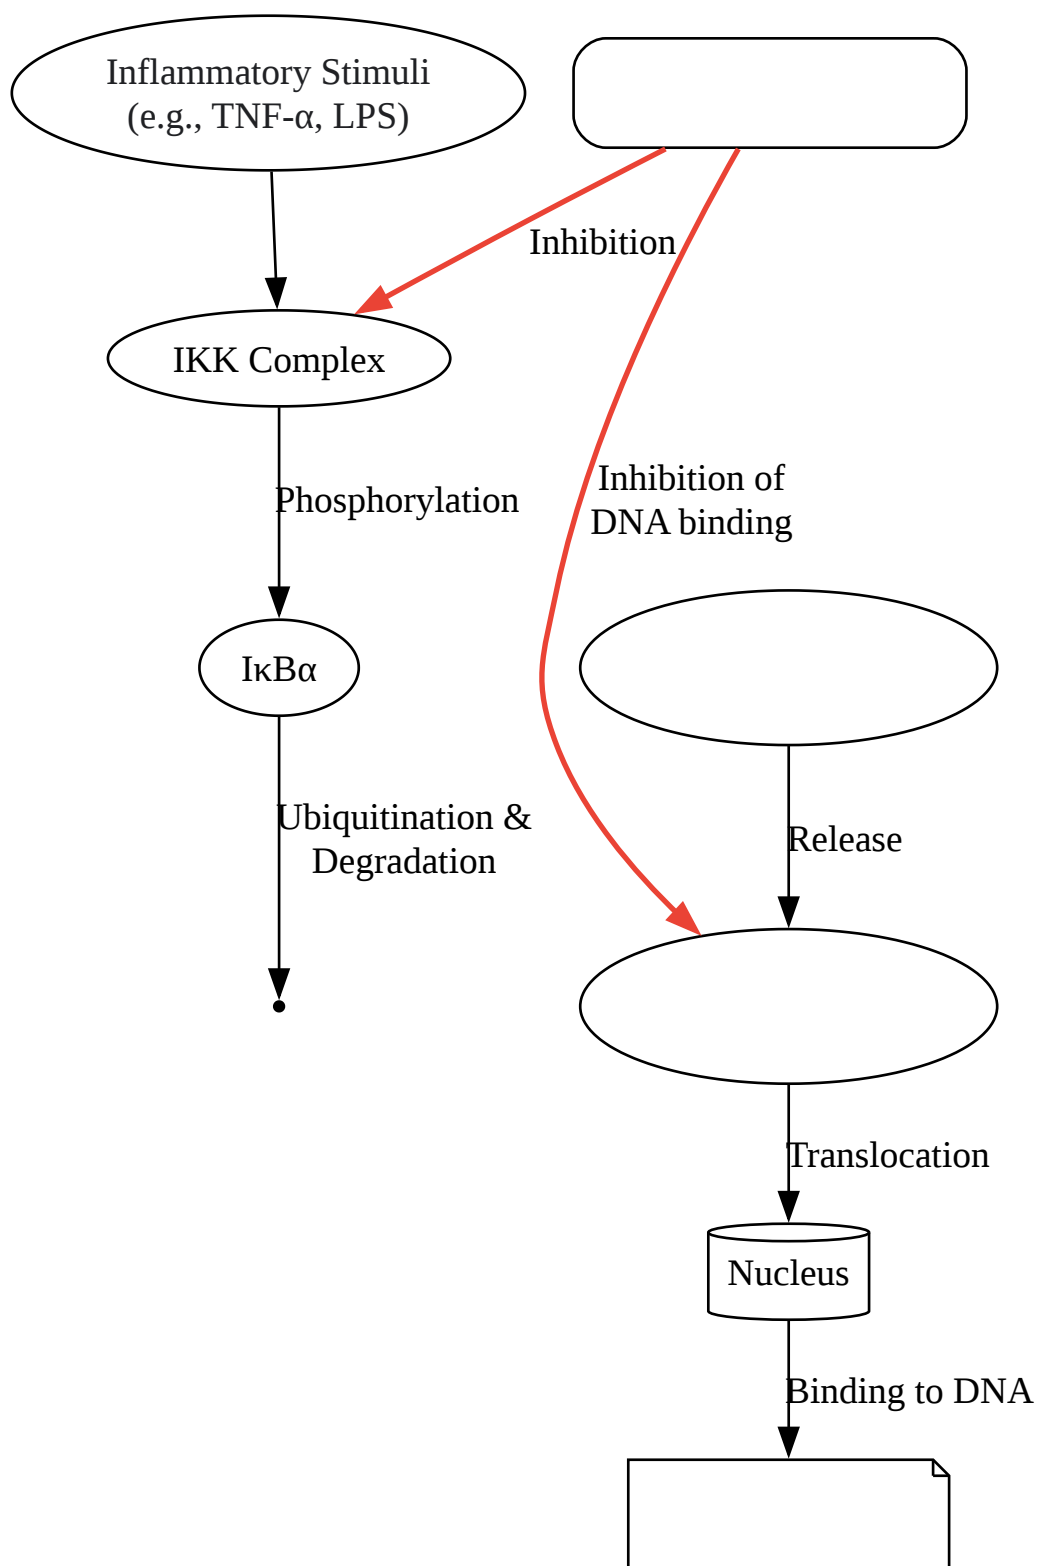 Inflammatory Stimuli
(e.g., TNF-α, LPS)
Inhibition
IKK Complex
Inhibition of
DNA binding
Phosphorylation
IκBα
Ubiquitination &
Degradation
Release
Translocation
Nucleus
Binding to DNA